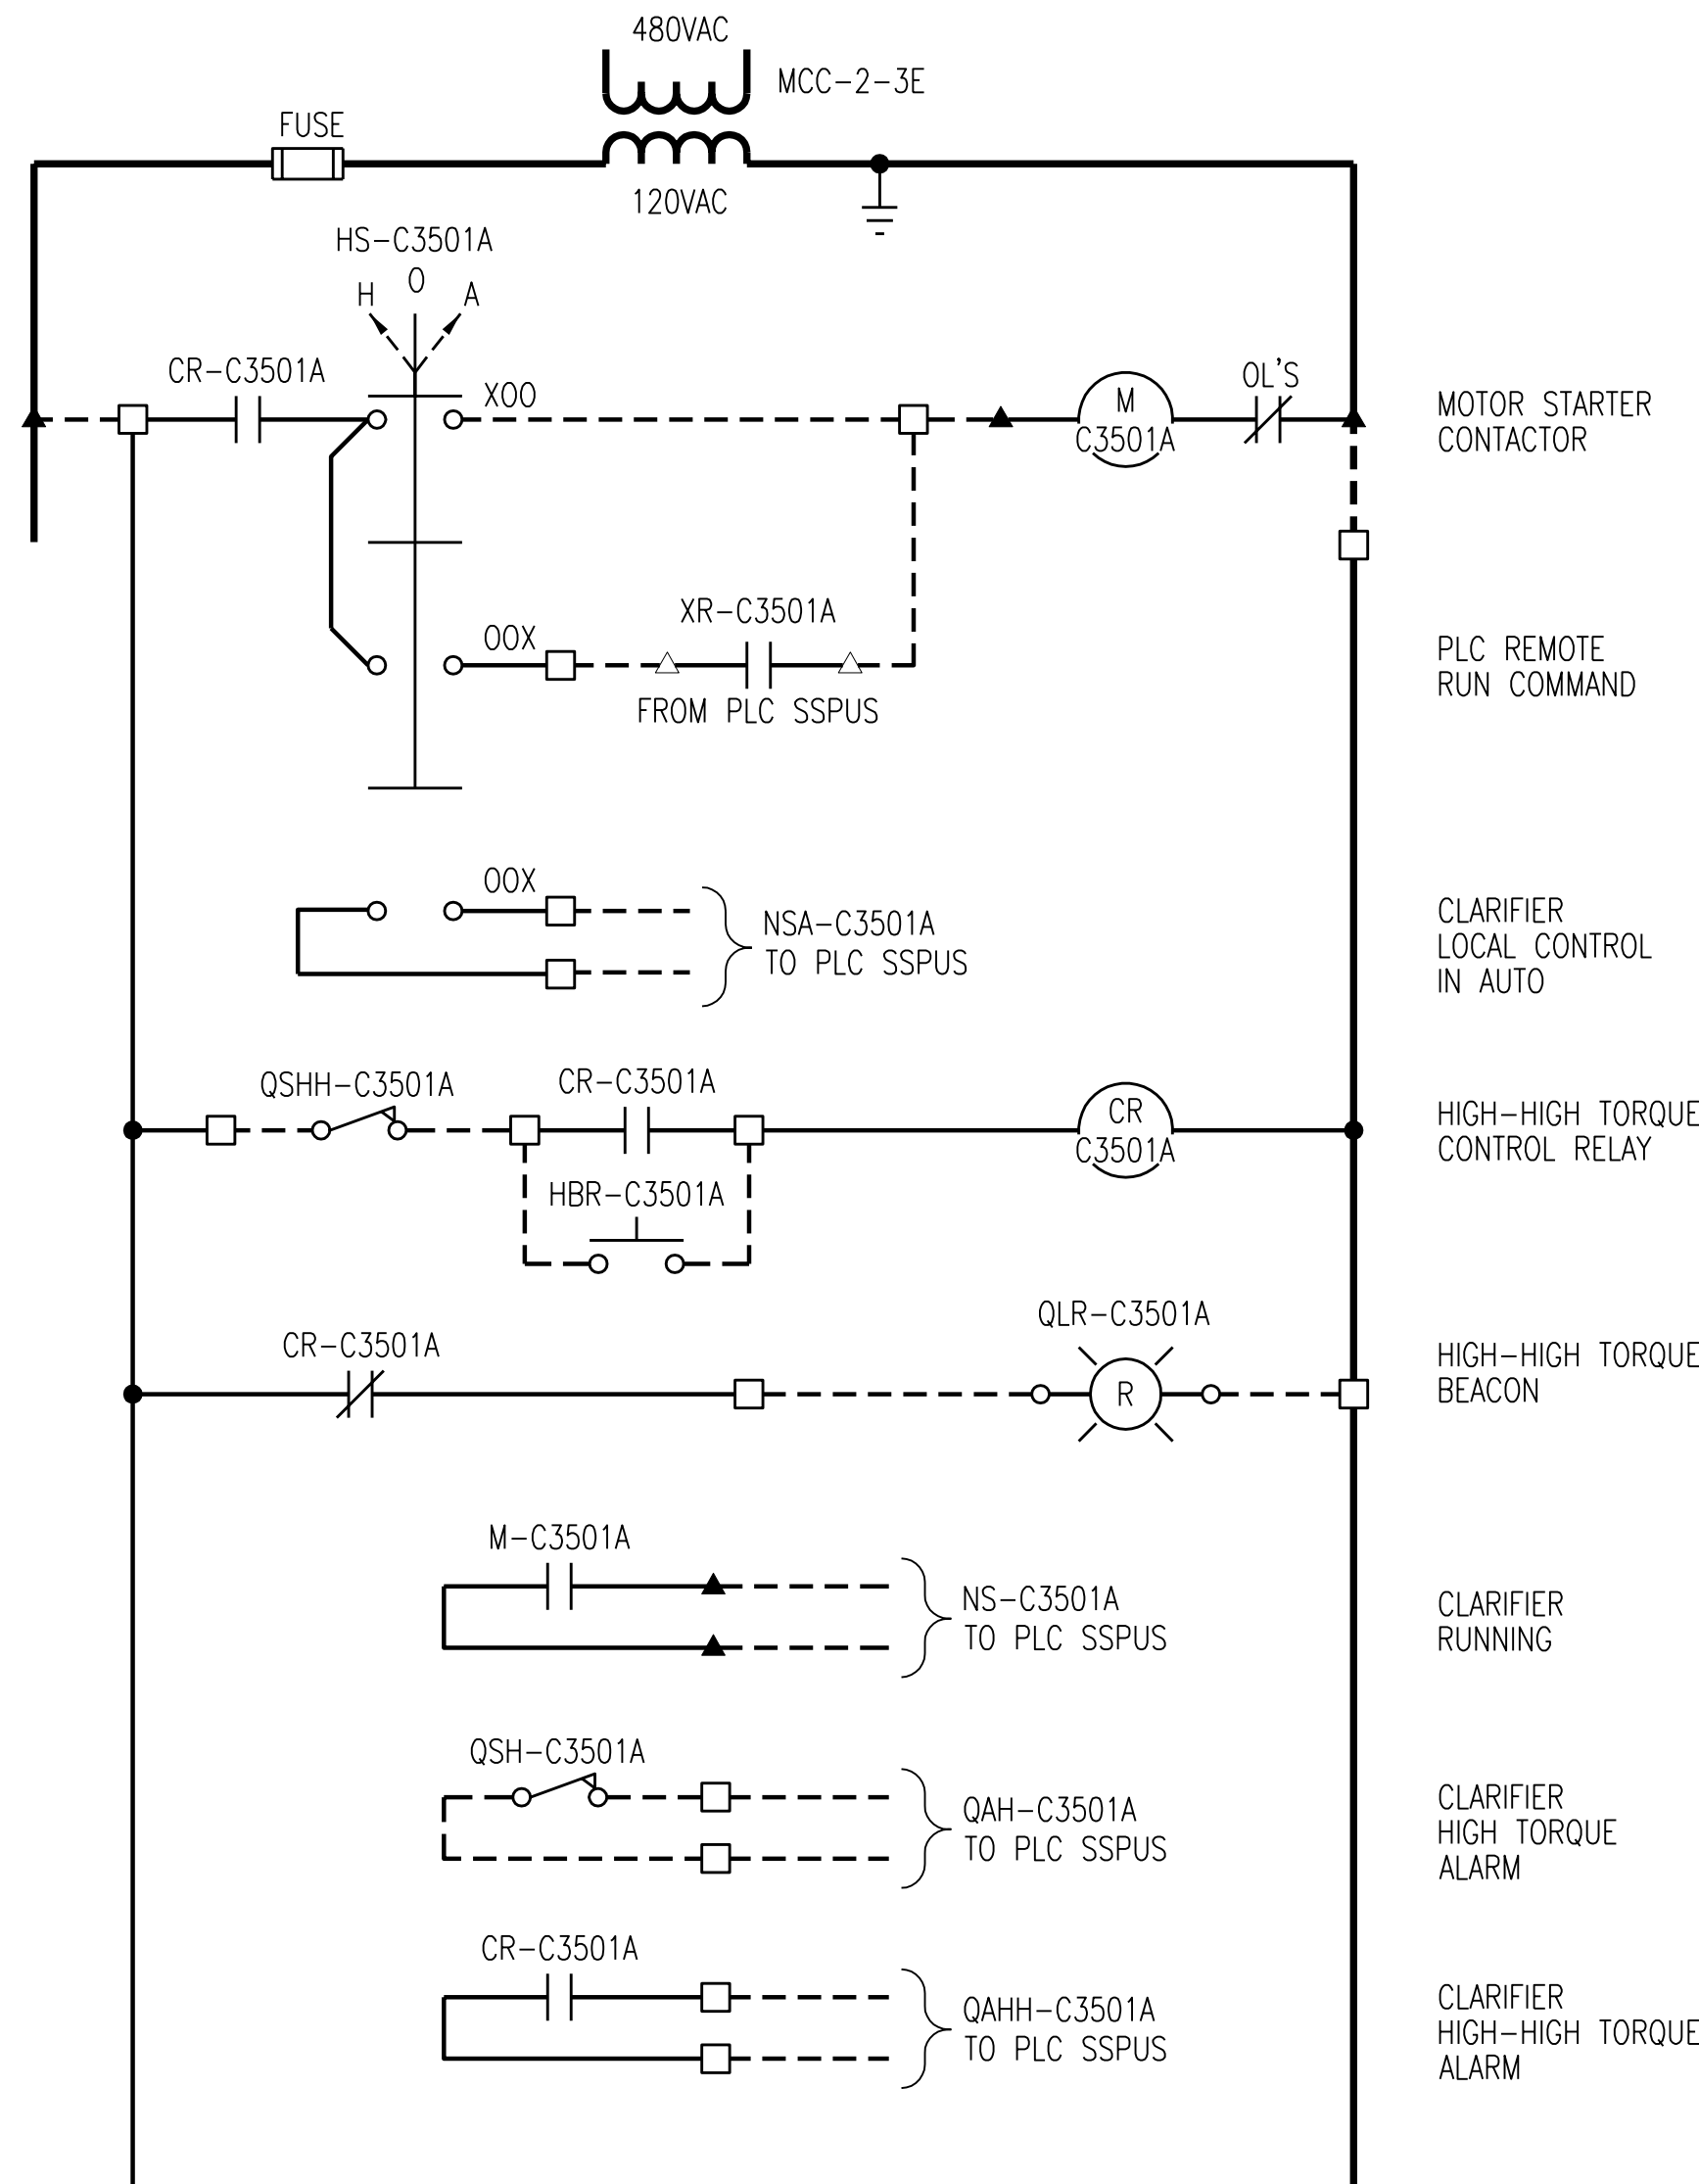 480VAC
MCC-2-3E
FUSE
120VAC
HS-C3501A
O
H
A
CR-C3501A
XOO
M
C3501A
OL'S
MOTOR STARTER
CONTACTOR
XR-C3501A
OOX
FROM PLC SSPUS
PLC REMOTE
RUN COMMAND
OOX
NSA-C3501A
TO PLC SSPUS
CLARIFIER
LOCAL CONTROL
IN AUTO
QSHH-C3501A
CR-C3501A
CR
C3501A
HIGH-HIGH TORQUE
CONTROL RELAY
HBR-C3501A
CR-C3501A
QLR-C3501A
R
HIGH-HIGH TORQUE
BEACON
M-C3501A
NS-C3501A
TO PLC SSPUS
CLARIFIER
RUNNING
QSH-C3501A
QAH-C3501A
TO PLC SSPUS
CLARIFIER
HIGH TORQUE
ALARM
CR-C3501A
QAHH-C3501A
TO PLC SSPUS
CLARIFIER
HIGH-HIGH TORQUE
ALARM